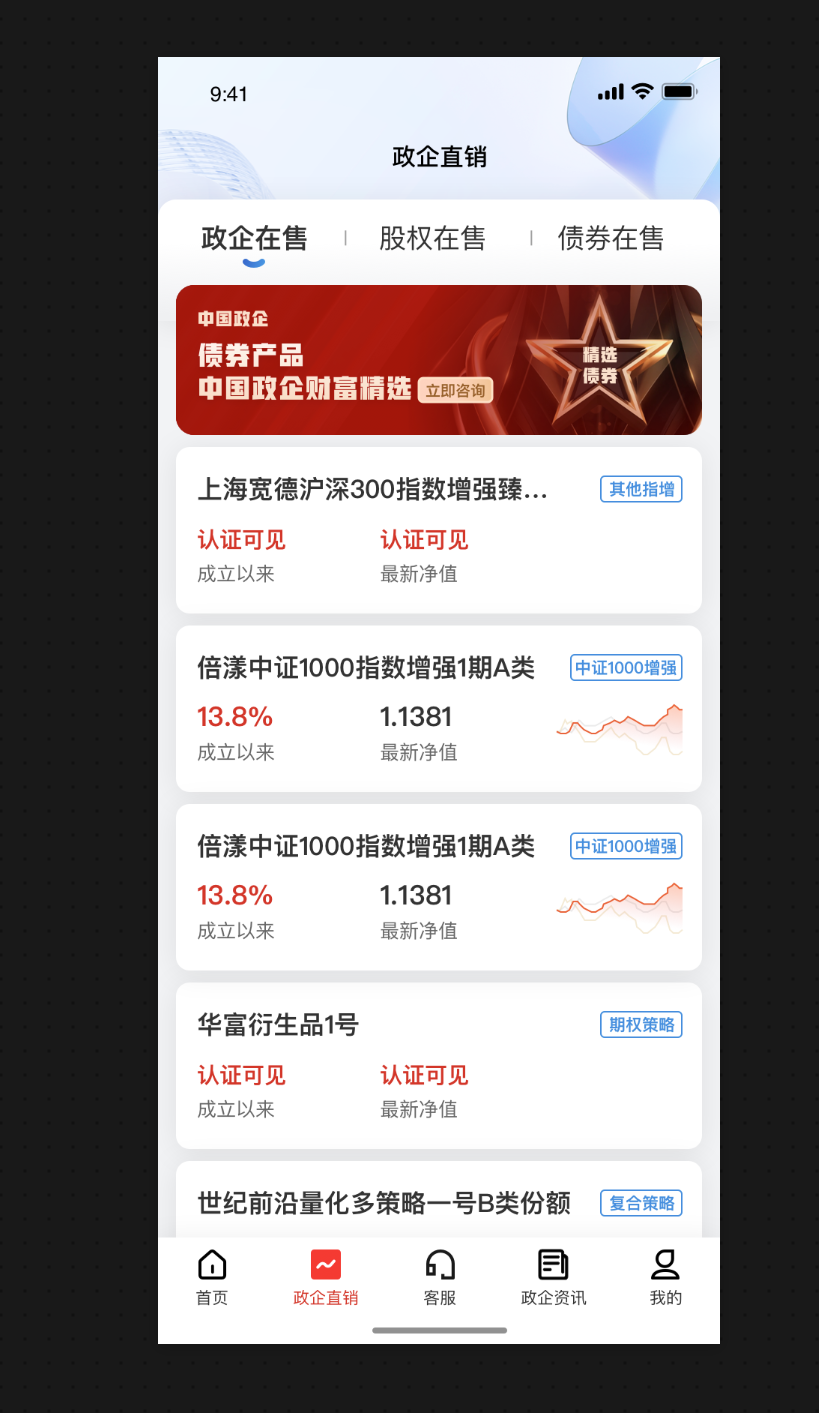 9:41
政企直销
政企在售
股权在售
债券在售
中国政企
债券产品
中国政企财富精选 立即咨询
精选
债券
上海宽德沪深300指数增强臻... 其他指增
认证可见 认证可见
成立以来 最新净值
倍漾中证1000指数增强1期A类 中证1000增强
13.8% 1.1381
成立以来 最新净值
倍漾中证1000指数增强1期A类 中证1000增强
13.8% 1.1381
成立以来 最新净值
华富衍生品1号 期权策略
认证可见 认证可见
成立以来 最新净值
世纪前沿量化多策略一号B类份额 复合策略
首页 政企直销 客服 政企资讯 我的